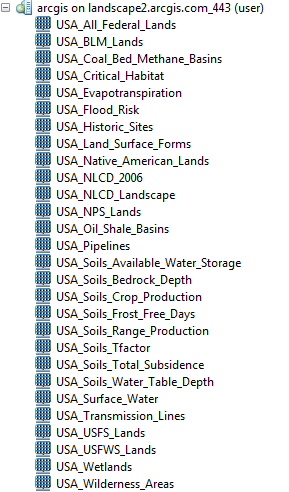 arcgis on landscape2.arcgis.com_443 (user)
USA_All_Federal_Lands
USA_BLM_Lands
USA_Coal_Bed_Methane_Basins
USA_Critical_Habitat
USA_Evapotranspiration
USA_Flood_Risk
USA_Historic_Sites
USA_Land_Surface_Forms
USA_Native_American_Lands
USA_NLCD_2006
USA_NLCD_Landscape
USA_NPS_Lands
USA_Oil_Shale_Basins
USA_Pipelines
USA_Soils_Available_Water_Storage
USA_Soils_Bedrock_Depth
USA_Soils_Crop_Production
USA_Soils_Frost_Free_Days
USA_Soils_Range_Production
USA_Soils_Tfactor
USA_Soils_Total_Subsidence
USA_Soils_Water_Table_Depth
USA_Surface_Water
USA_Transmission_Lines
USA_USFS_Lands
USA_USFWS_Lands
USA_Wetlands
USA_Wilderness_Areas